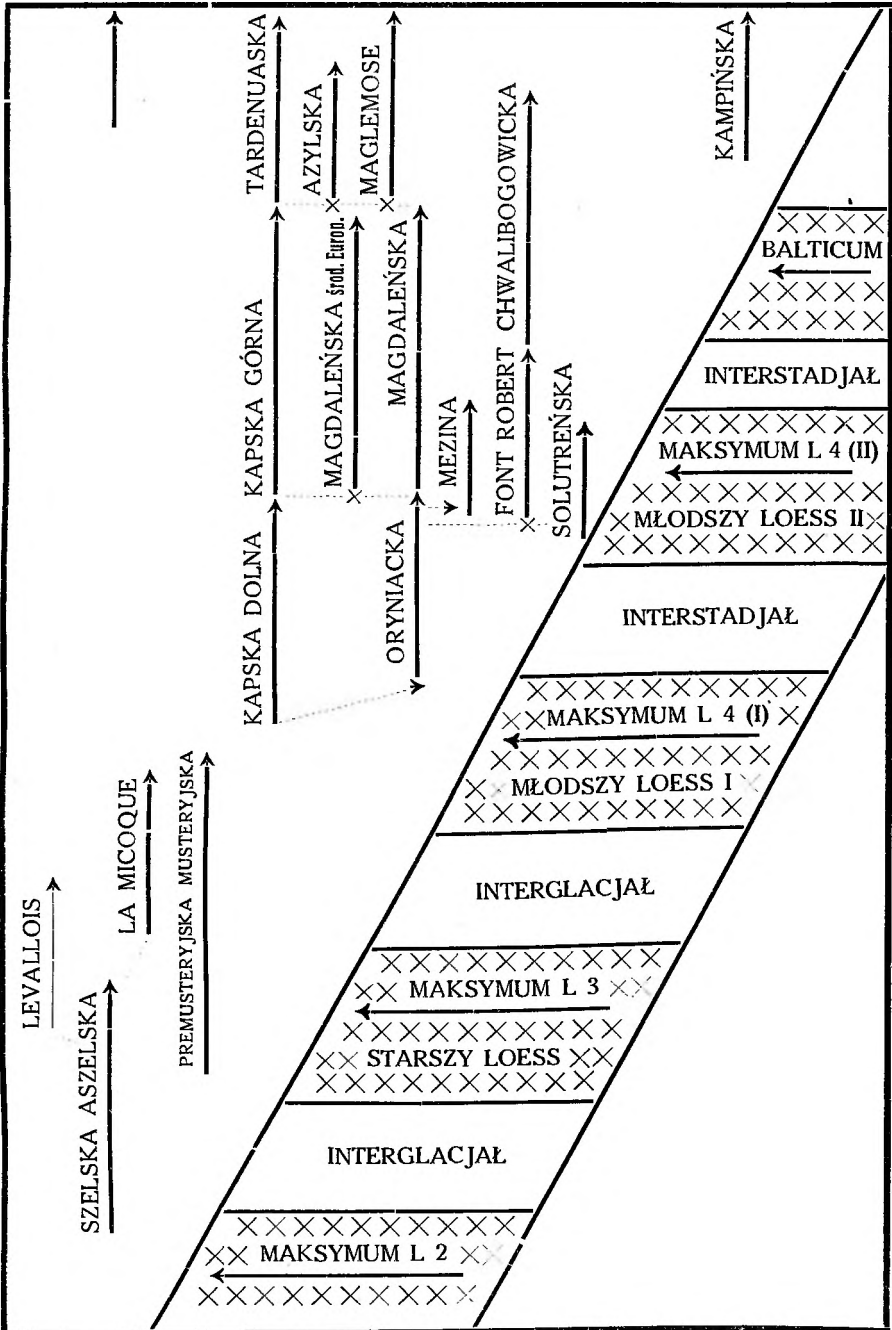 LEVALLOIS
SZELSKA ASZELSKA
LA MICOQUE
PREMUSTERYJSKA MUSTERYJSKA
KAPSKA DOLNA
KAPSKA GÓRNA
TARDENUASKA
AZYLSKA
MAGDALEŃSKA środ. Europ.
MAGLEMOSE
ORYNIACKA
MAGDALEŃSKA
MEZINA
FONT ROBERT
CHWALIBOGOWICKA
SOLUTREŃSKA
KAMPIŃSKA
BALTICUM
INTERSTADJAŁ
MAKSYMUM L 4 (II)
MŁODSZY LOESS II
INTERSTADJAŁ
MAKSYMUM L 4 (I)
MŁODSZY LOESS I
INTERGLACJAŁ
MAKSYMUM L 3
STARSZY LOESS
INTERGLACJAŁ
MAKSYMUM L 2